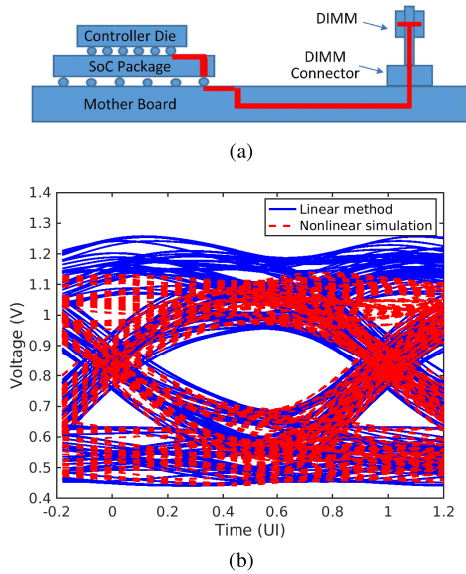 Controller Die
SoC Package
Mother Board
DIMM
DIMM
Connector
(a)
1.4
1.3
1.2
1.1
1
0.9
0.8
0.7
0.6
0.5
0.4
Voltage (V)
Linear method
Nonlinear simulation
-0.2 0 0.2 0.4 0.6 0.8 1 1.2
Time (UI)
(b)